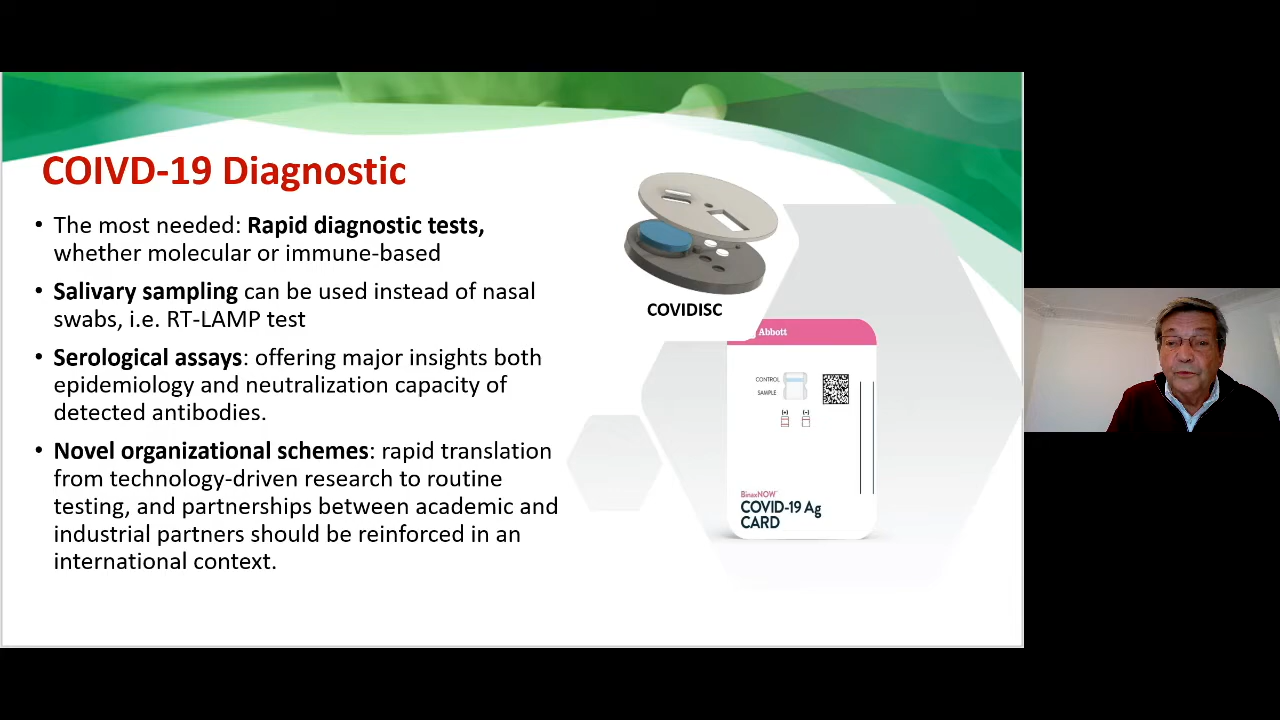 COIVD-19 Diagnostic
• The most needed: Rapid diagnostic tests,
whether molecular or immune-based
• Salivary sampling can be used instead of nasal
swabs, i.e. RT-LAMP test
• Serological assays: offering major insights both
epidemiology and neutralization capacity of
detected antibodies.
• Novel organizational schemes: rapid translation
from technology-driven research to routine
testing, and partnerships between academic and
industrial partners should be reinforced in an
international context.
COVIDISC
Abbott
CONTROL
SAMPLE
(+) (-)
BinaxNOW™
COVID-19 Ag
CARD